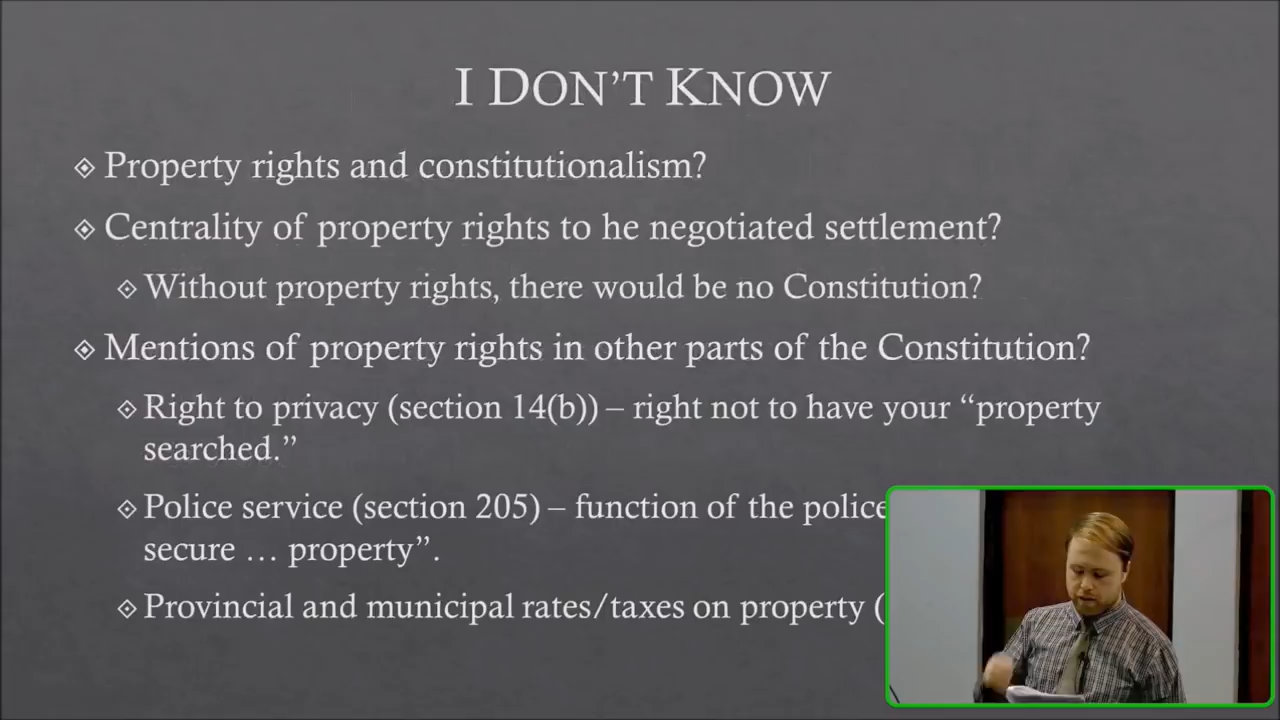 I DON'T KNOW
Property rights and constitutionalism?
Centrality of property rights to he negotiated settlement?
Without property rights, there would be no Constitution?
Mentions of property rights in other parts of the Constitution?
Right to privacy (section 14(b)) – right not to have your “property
searched.”
Police service (section 205) – function of the police
secure … property”.
Provincial and municipal rates/taxes on property (